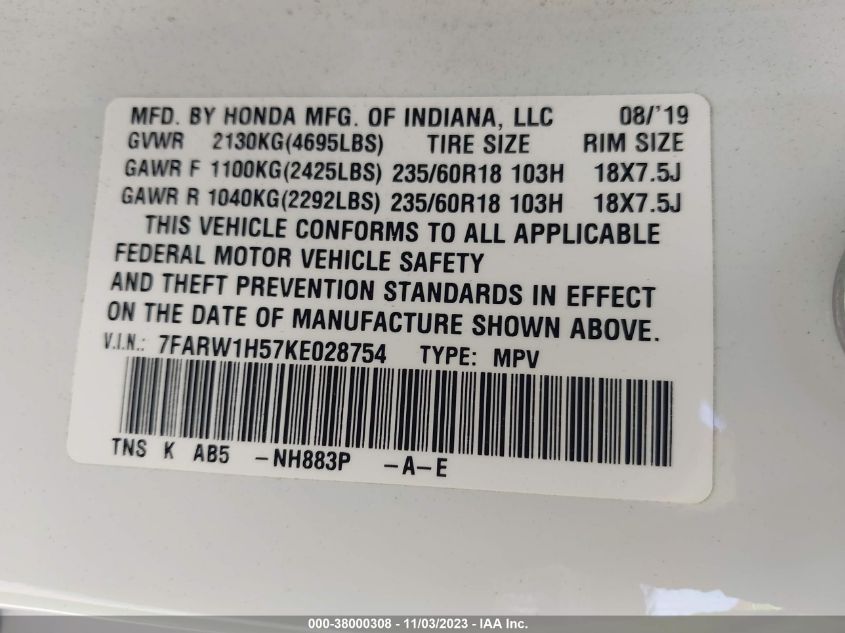 MFD. BY HONDA MFG. OF INDIANA, LLC 08/'19
GVWR 2130KG(4695LBS) TIRE SIZE RIM SIZE
GAWR F 1100KG(2425LBS) 235/60R18 103H 18X7.5J
GAWR R 1040KG(2292LBS) 235/60R18 103H 18X7.5J
THIS VEHICLE CONFORMS TO ALL APPLICABLE
FEDERAL MOTOR VEHICLE SAFETY
AND THEFT PREVENTION STANDARDS IN EFFECT
ON THE DATE OF MANUFACTURE SHOWN ABOVE.
V.I.N.: 7FARW1H57KE028754 TYPE: MPV
TNS K AB5 -NH883P -A-E
000-38000308 - 11/03/2023 - IAA Inc.